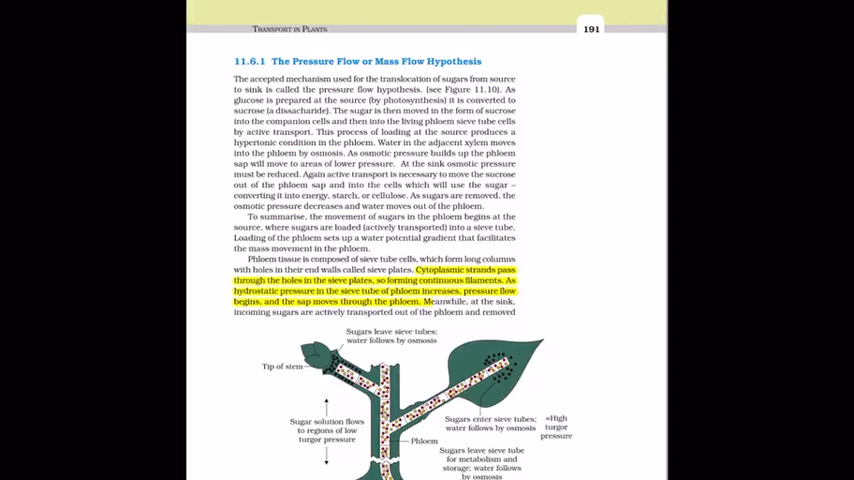 TRANSPORT IN PLANTS
191
11.6.1 The Pressure Flow or Mass Flow Hypothesis
The accepted mechanism used for the translocation of sugars from source
to sink is called the pressure flow hypothesis. (see Figure 11.10). As
glucose is prepared at the source (by photosynthesis) it is converted to
sucrose (a dissacharide). The sugar is then moved in the form of sucrose
into the companion cells and then into the living phloem sieve tube cells
by active transport. This process of loading at the source produces a
hypertonic condition in the phloem. Water in the adjacent xylem moves
into the phloem by osmosis. As osmotic pressure builds up the phloem
sap will move to areas of lower pressure. At the sink osmotic pressure
must be reduced. Again active transport is necessary to move the sucrose
out of the phloem sap and into the cells which will use the sugar –
converting it into energy, starch, or cellulose. As sugars are removed, the
osmotic pressure decreases and water moves out of the phloem.
To summarise, the movement of sugars in the phloem begins at the
source, where sugars are loaded (actively transported) into a sieve tube.
Loading of the phloem sets up a water potential gradient that facilitates
the mass movement in the phloem.
Phloem tissue is composed of sieve tube cells, which form long columns
with holes in their end walls called sieve plates. Cytoplasmic strands pass
through the holes in the sieve plates, so forming continuous filaments. As
hydrostatic pressure in the sieve tube of phloem increases, pressure flow
begins, and the sap moves through the phloem. Meanwhile, at the sink,
incoming sugars are actively transported out of the phloem and removed
Sugars leave sieve tubes;
water follows by osmosis
Tip of stem
Sugar solution flows
to regions of low
turgor pressure
Sugars enter sieve tubes;
water follows by osmosis
=High
turgor
pressure
Phloem
Sugars leave sieve tube
for metabolism and
storage; water follows
by osmosis